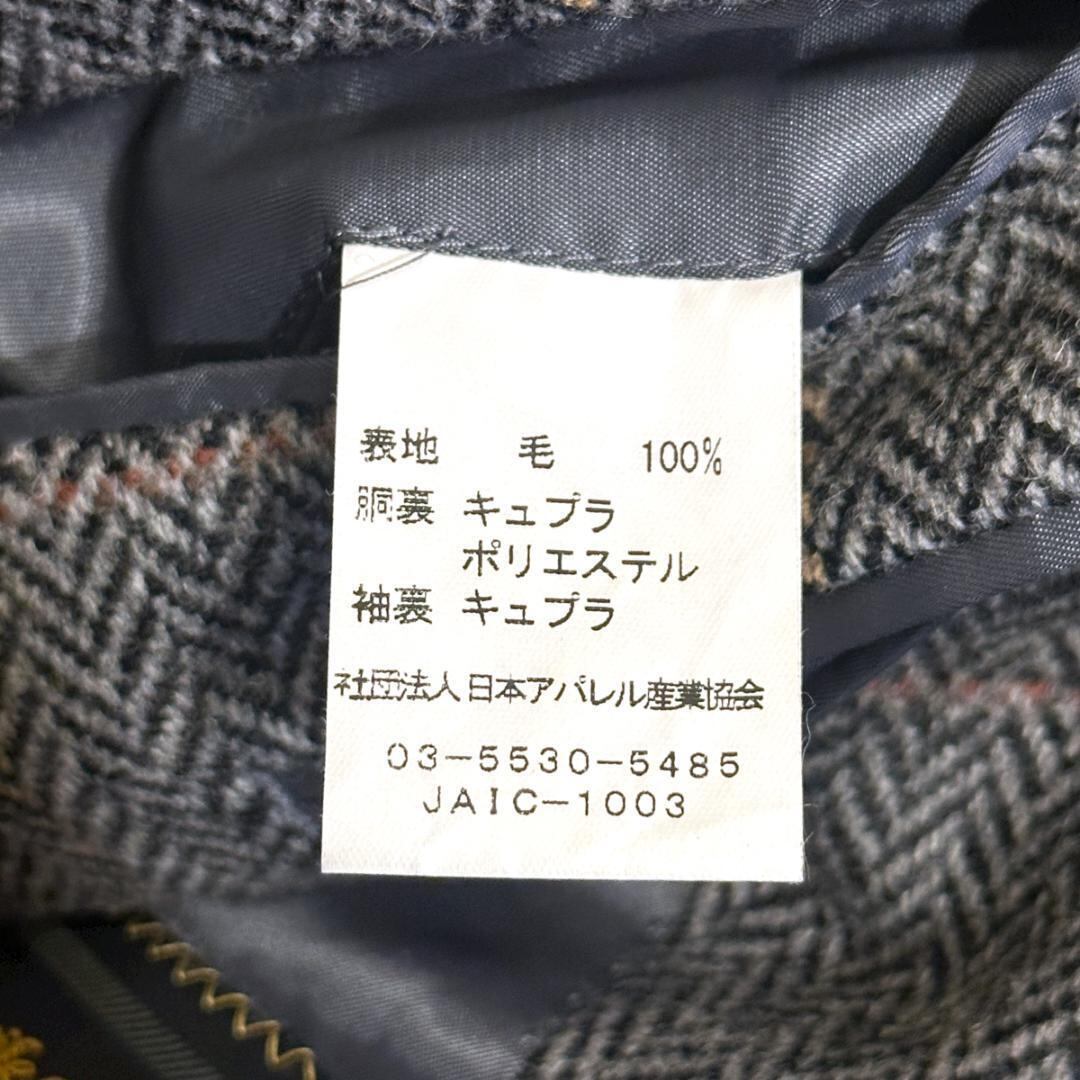 表地 毛 100%
胴裏 キュプラ
ポリエステル
袖裏 キュプラ
社団法人日本アパレル産業協会
03-5530-5485
JAIC-1003